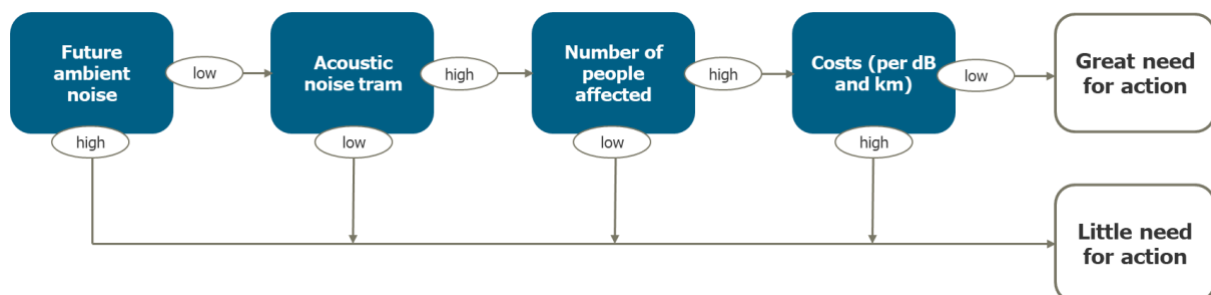 Future
ambient
noise
low
high
Acoustic
noise tram
high
low
Number of
people
affected
high
low
Costs (per dB
and km)
low
high
Great need
for action
Little need
for action